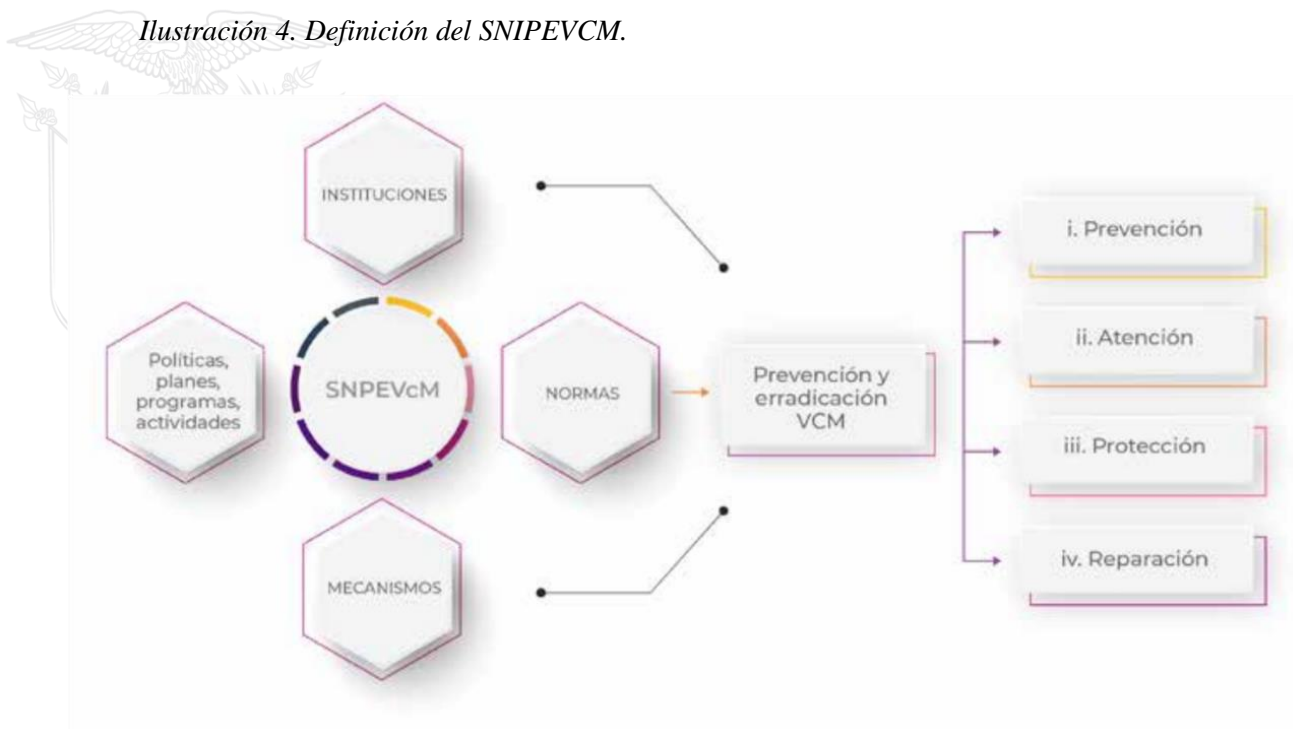 Ilustración 4. Definición del SNIPEVCM.
INSTITUCIONES
Políticas,
planes,
programas,
actividades
SNPEVcM
NORMAS
MECANISMOS
Prevención y
erradicación
VCM
i. Prevención
ii. Atención
iii. Protección
iv. Reparación